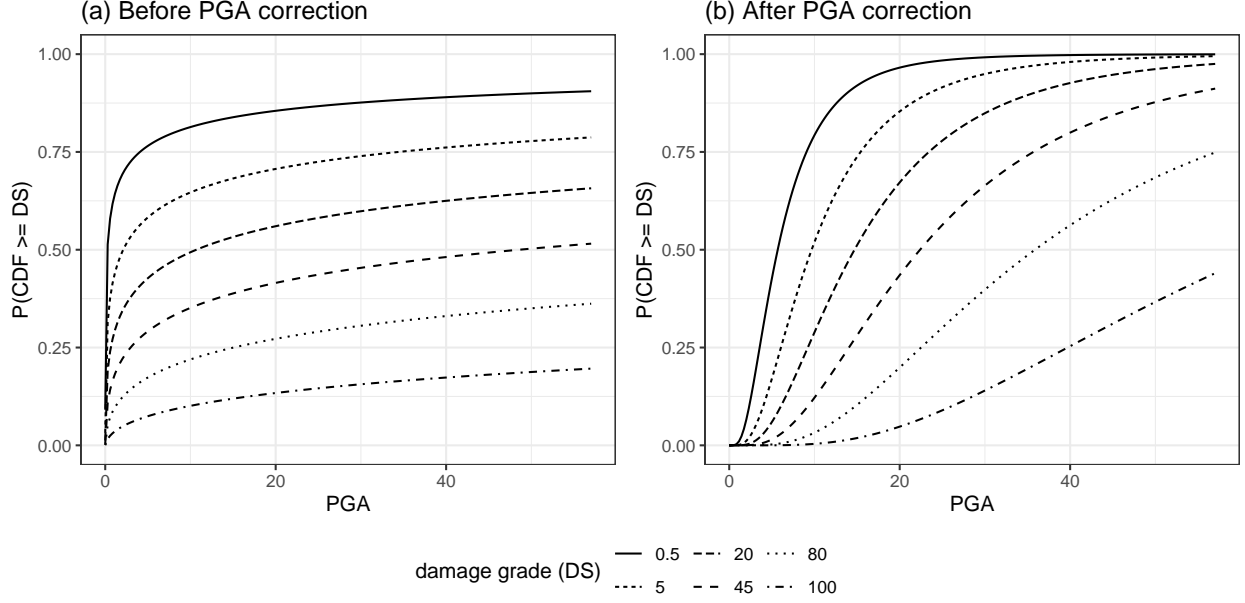 (a) Before PGA correction
(b) After PGA correction
P(CDF >= DS)
1.00
0.75
0.50
0.25
0.00
0
20
40
PGA
P(CDF >= DS)
1.00
0.75
0.50
0.25
0.00
0
20
40
PGA
damage grade (DS)
0.5 20 80
5 45 100